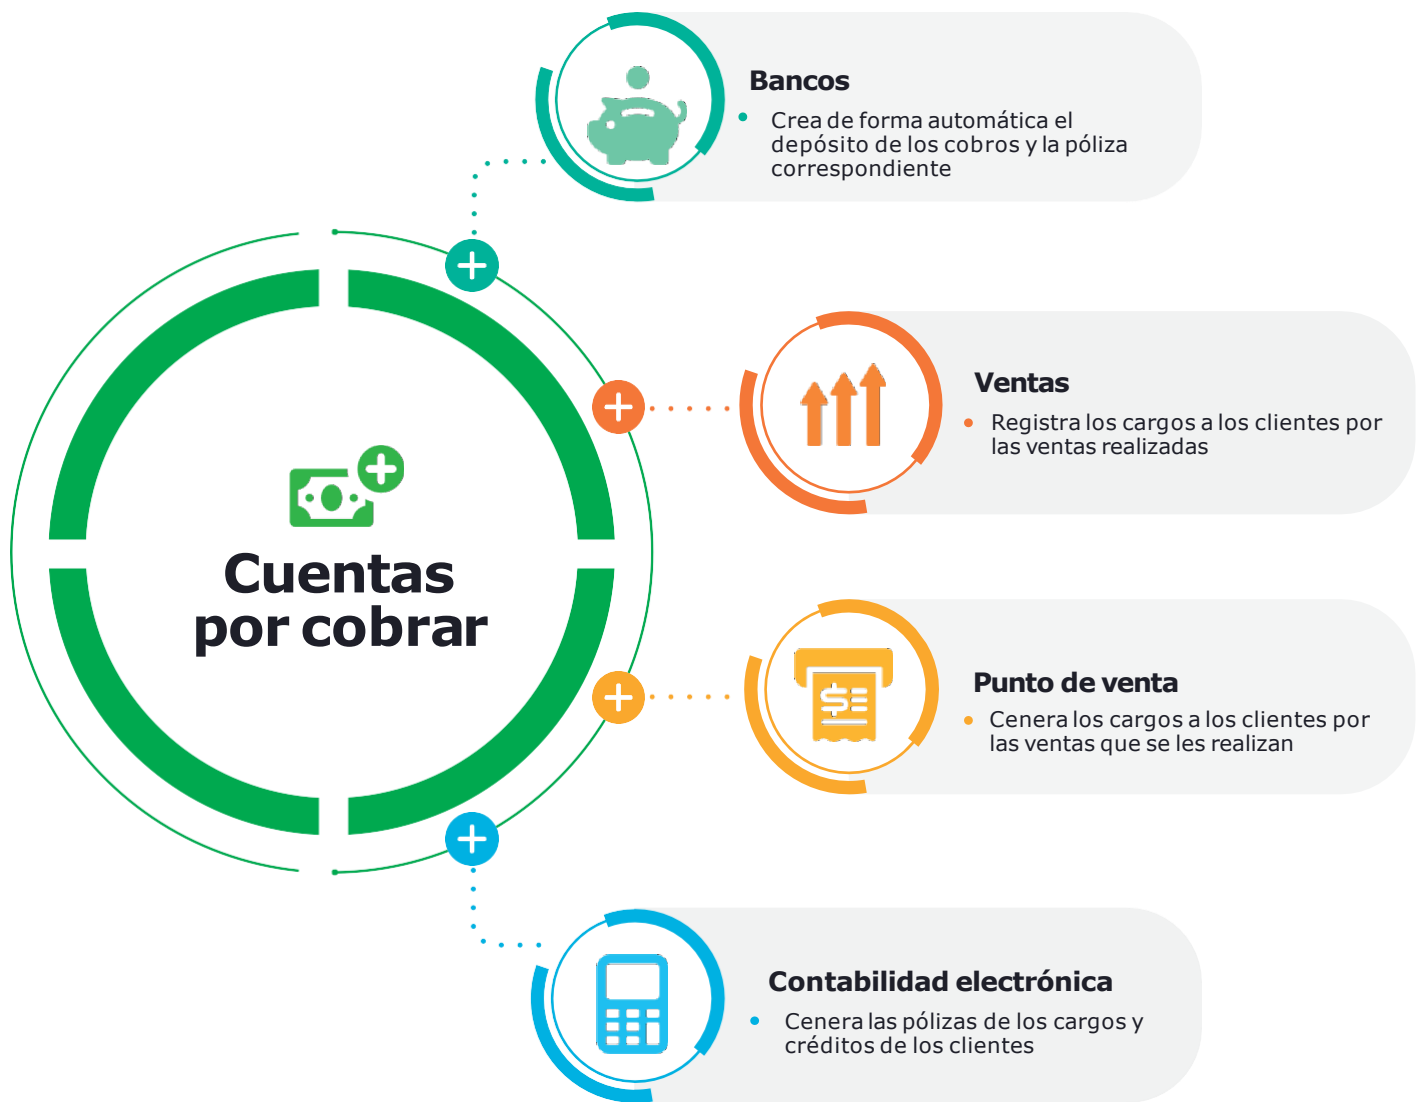 Bancos
Crea de forma automática el
depósito de los cobros y la póliza
correspondiente
Ventas
Registra los cargos a los clientes por
las ventas realizadas
Cuentas
por cobrar
Punto de venta
Cenera los cargos a los clientes por
las ventas que se les realizan
Contabilidad electrónica
Cenera las pólizas de los cargos y
créditos de los clientes